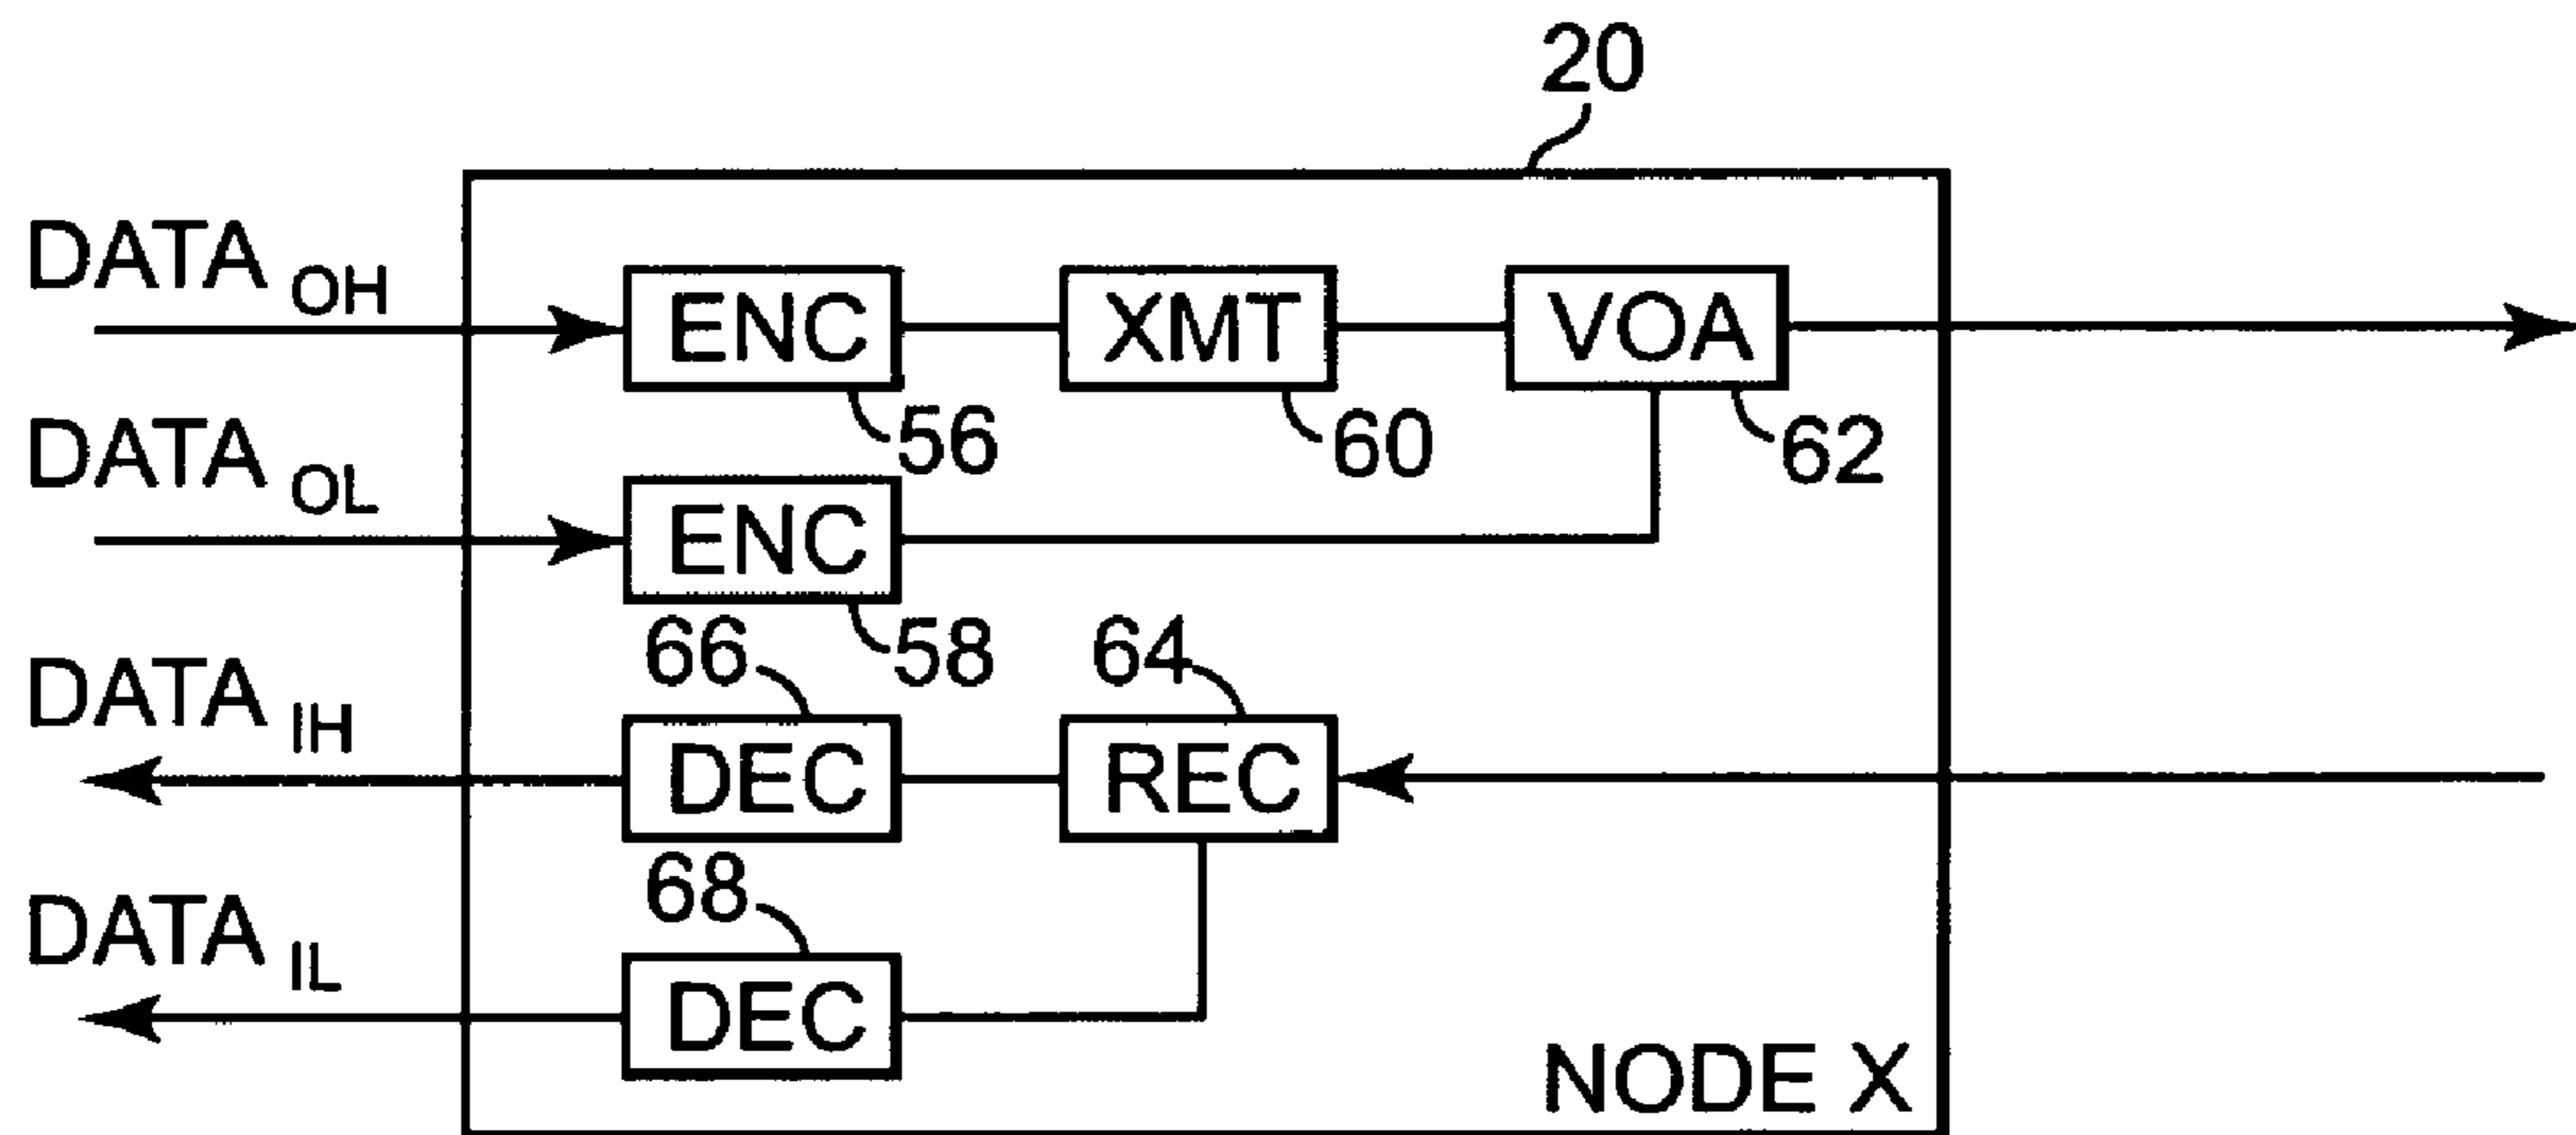 20
DATA OH
ENC
XMT
VOA
56
60
62
DATA OL
ENC
58
66
64
DATA IH
DEC
REC
68
DATA IL
DEC
NODE X